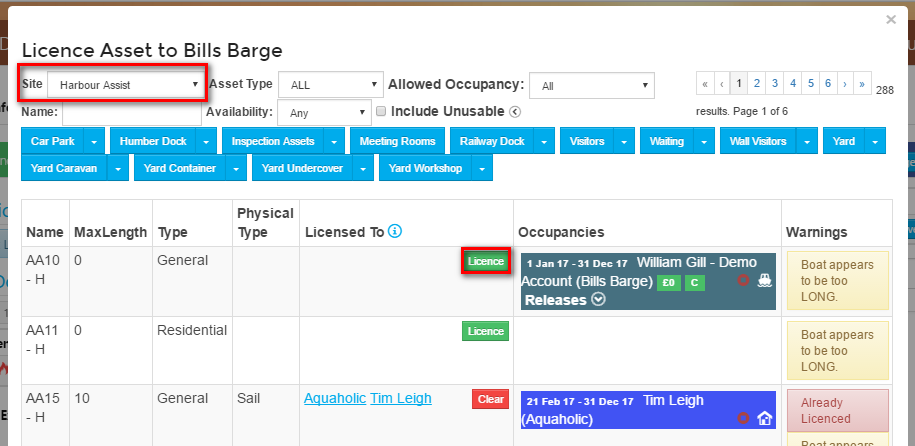 ×
Licence Asset to Bills Barge
Site Harbour Assist Asset Type ALL Allowed Occupancy: All « ‹ 1 2 3 4 5 6 › » 288
Name: Availability: Any Include Unusable results. Page 1 of 6
Car Park Humber Dock Inspection Assets Meeting Rooms Railway Dock Visitors Waiting Wall Visitors Yard
Yard Caravan Yard Container Yard Undercover Yard Workshop
Name MaxLength Type Physical Type Licensed To Occupancies Warnings
AA10 - H 0 General Licence
1 Jan 17 - 31 Dec 17 William Gill - Demo
Account (Bills Barge) £0 C
Releases
Boat appears
to be too
LONG.
AA11 - H 0 Residential Licence
Boat appears
to be too
LONG.
AA15 - H 10 General Sail Aquaholic Tim Leigh Clear
21 Feb 17 - 31 Dec 17 Tim Leigh
(Aquaholic)
Already
Licenced
Boat appears